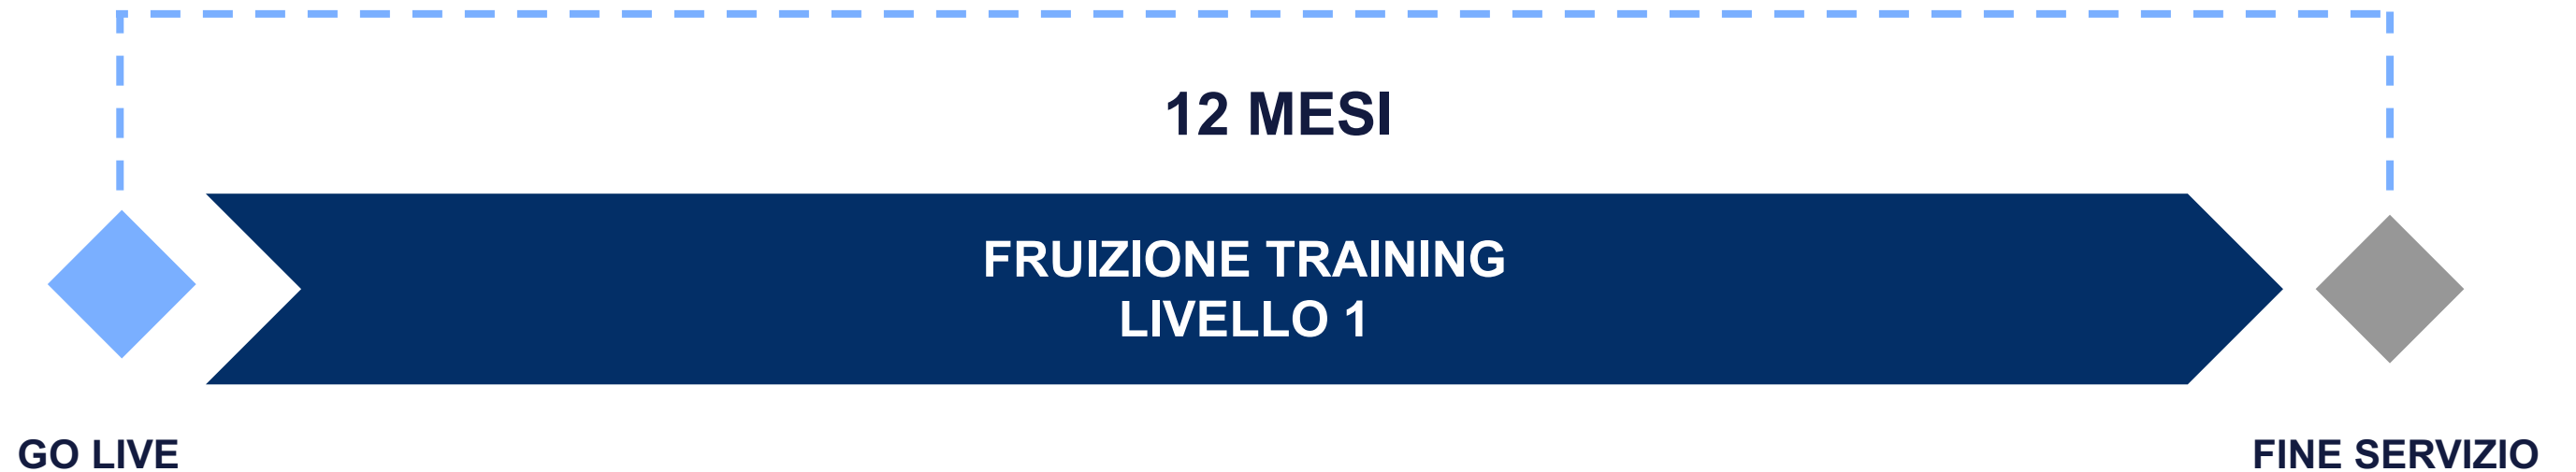 12 MESI
FRUIZIONE TRAINING
LIVELLO 1
GO LIVE
FINE SERVIZIO